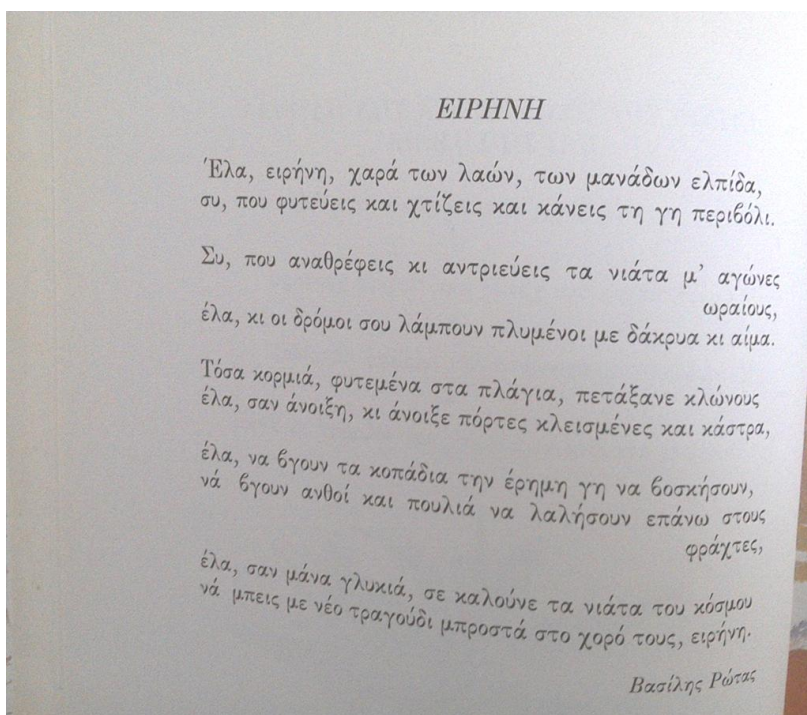 ΕΙΡΗΝΗ
Έλα, ειρήνη, χαρά των λαών, των μανάδων ελπίδα,
συ, που φυτεύεις και χτίζεις και κάνεις τη γη περιβόλι.
Συ, που αναθρέφεις κι αντριεύεις τα νιάτα μ' αγώνες
ωραίους,
έλα, κι οι δρόμοι σου λάμπουν πλυμένοι με δάκρυα κι αίμα.
Τόσα κορμιά, φυτεμένα στα πλάγια, πετάξανε κλώνους
έλα, σαν άνοιξη, κι άνοιξε πόρτες κλεισμένες και κάστρα,
έλα, να βγουν τα κοπάδια την έρημη γη να βοσκήσουν,
νά βγουν ανθοί και πουλιά να λαλήσουν επάνω στους
φράχτες,
έλα, σαν μάνα γλυκιά, σε καλούνε τα νιάτα του κόσμου
νά μπεις με νέο τραγούδι μπροστά στο χορό τους, ειρήνη.
Βασίλης Ρώτας